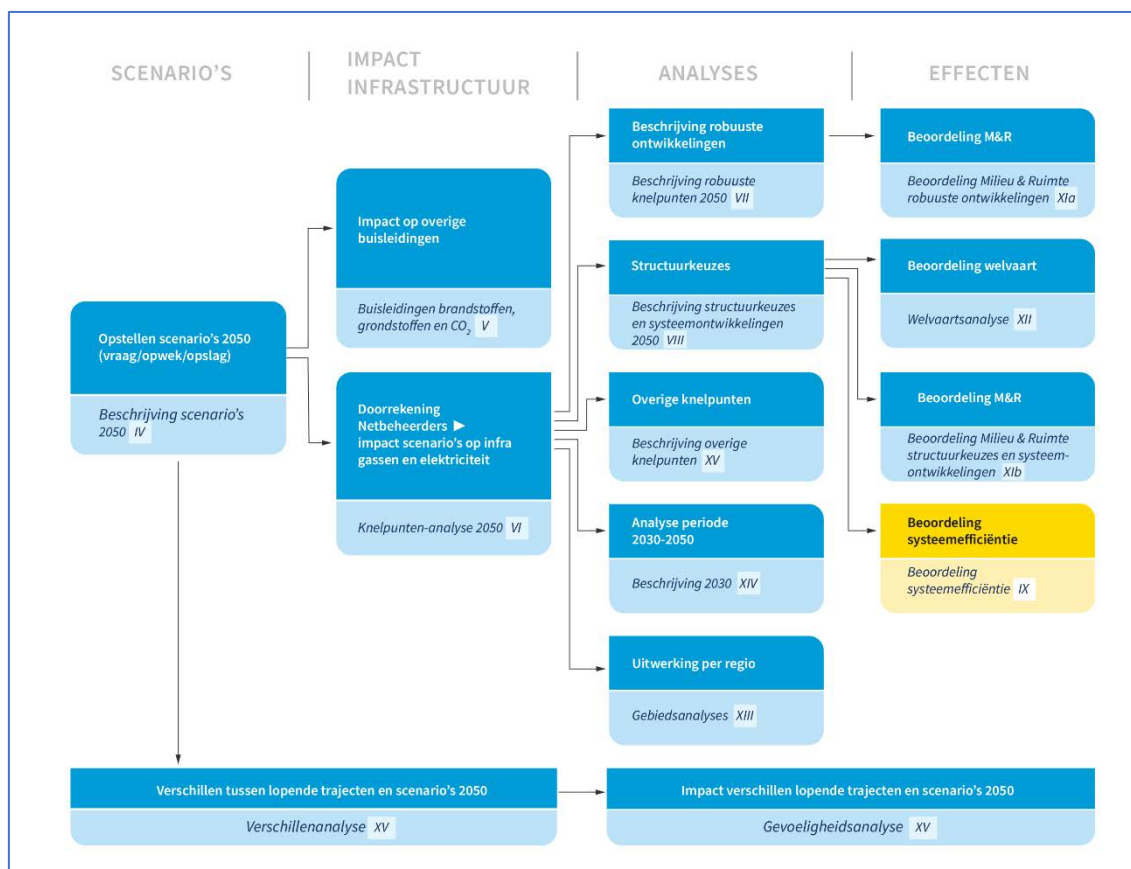 SCENARIO'S
IMPACT
INFRASTRUCTUUR
ANALYSES
EFFECTEN
Opstellen scenario's 2050
(vraag/opwek/opslag)
Beschrijving scenario's
2050 IV
Impact op overige
buisleidingen
Buisleidingen brandstoffen,
grondstoffen en CO₂ V
Doorrekening
Netbeheerders ▶
impact scenario's op infra
gassen en elektriciteit
Knelpunten-analyse 2050 VI
Beschrijving robuuste
ontwikkelingen
Beschrijving robuuste
knelpunten 2050 VII
Structuurkeuzes
Beschrijving structuurkeuzes
en systeemontwikkelingen
2050 VIII
Overige knelpunten
Beschrijving overige
knelpunten XV
Analyse periode
2030-2050
Beschrijving 2030 XIV
Uitwerking per regio
Gebiedsanalyses XIII
Beoordeling M&R
Beoordeling Milieu & Ruimte
robuuste ontwikkelingen XIa
Beoordeling welvaart
Welvaartsanalyse XII
Beoordeling M&R
Beoordeling Milieu & Ruimte
structuurkeuzes en systeem-
ontwikkelingen XIb
Beoordeling
systeemefficiëntie
Beoordeling
systeemefficiëntie IX
Verschillen tussen lopende trajecten en scenario's 2050
Verschillenanalyse XV
Impact verschillen lopende trajecten en scenario's 2050
Gevoeligheidsanalyse XV